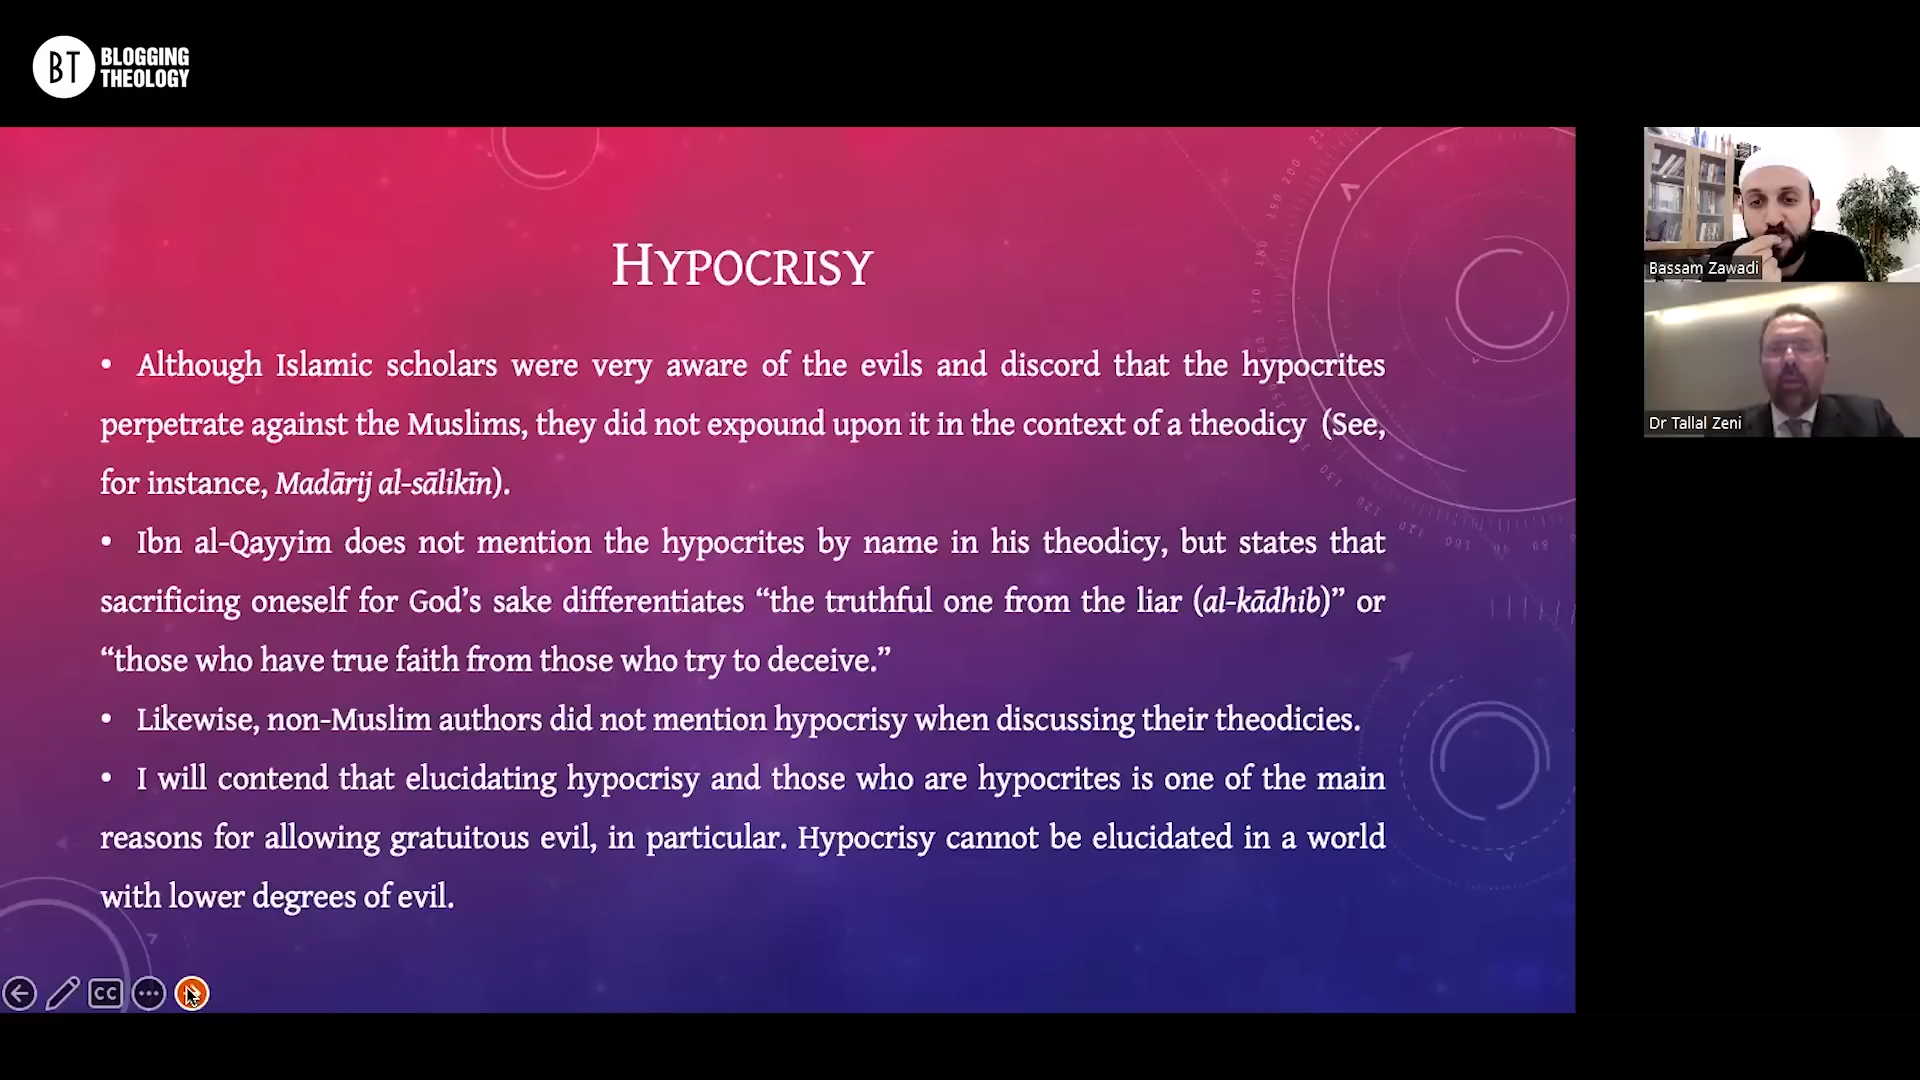 BT BLOGGING
THEOLOGY
HYPOCRISY
• Although Islamic scholars were very aware of the evils and discord that the hypocrites
perpetrate against the Muslims, they did not expound upon it in the context of a theodicy (See,
for instance, Madārij al-sālikīn).
• Ibn al-Qayyim does not mention the hypocrites by name in his theodicy, but states that
sacrificing oneself for God’s sake differentiates “the truthful one from the liar (al-kādhib)” or
“those who have true faith from those who try to deceive.”
• Likewise, non-Muslim authors did not mention hypocrisy when discussing their theodicies.
• I will contend that elucidating hypocrisy and those who are hypocrites is one of the main
reasons for allowing gratuitous evil, in particular. Hypocrisy cannot be elucidated in a world
with lower degrees of evil.
CC
Bassam Zawadi
Dr Tallal Zeni